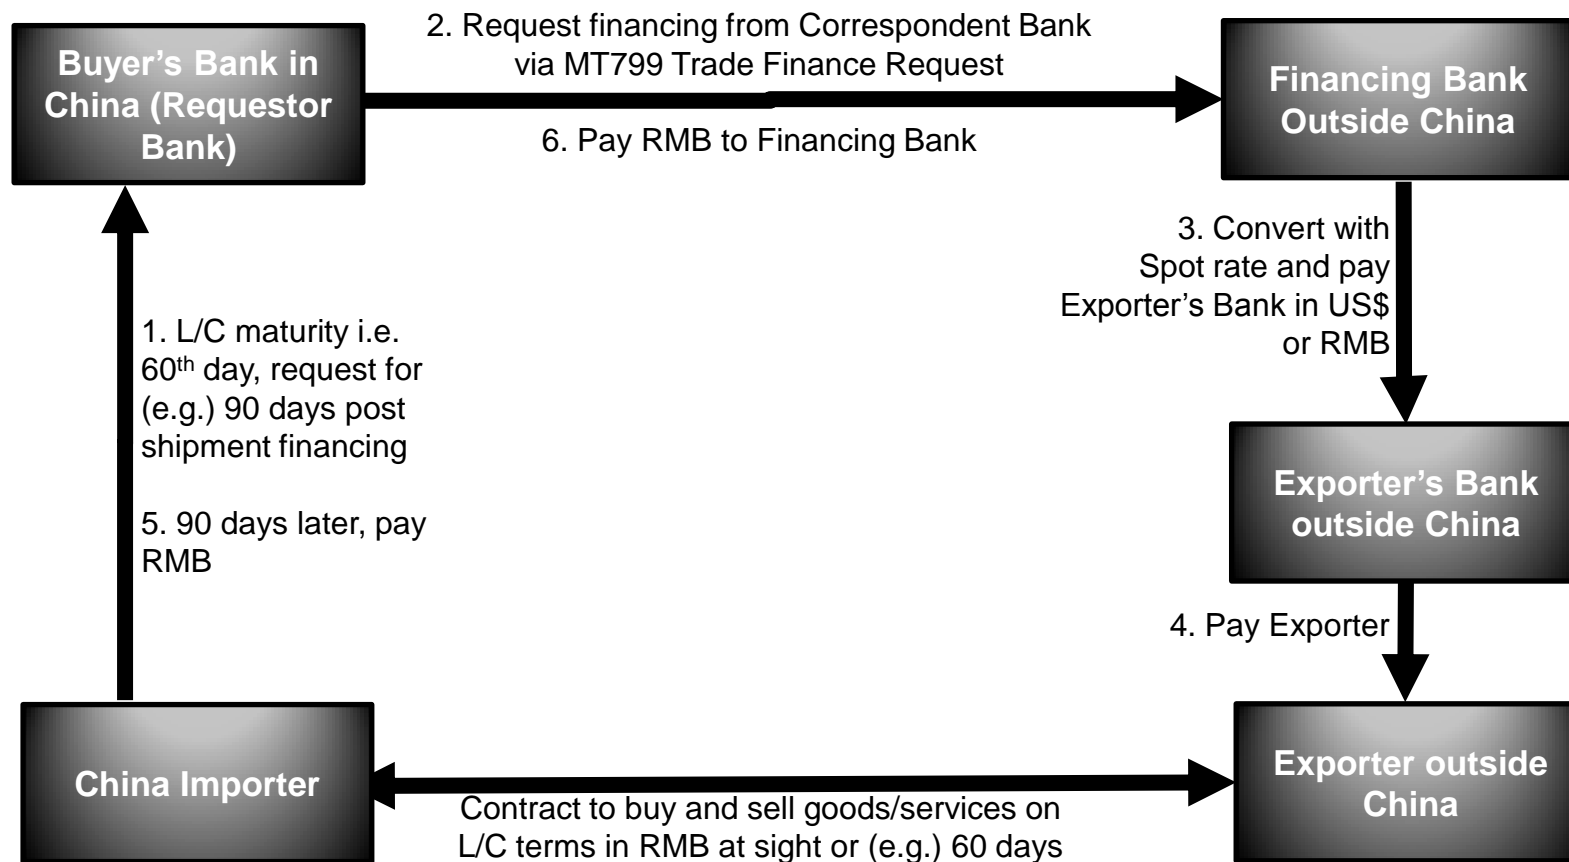 2. Request financing from Correspondent Bank
via MT799 Trade Finance Request
Buyer’s Bank in
China (Requestor
Bank)
Financing Bank
Outside China
6. Pay RMB to Financing Bank
3. Convert with
Spot rate and pay
Exporter’s Bank in US$
or RMB
1. L/C maturity i.e.
60th day, request for
(e.g.) 90 days post
shipment financing
5. 90 days later, pay
RMB
Exporter’s Bank
outside China
4. Pay Exporter
China Importer
Exporter outside
China
Contract to buy and sell goods/services on
L/C terms in RMB at sight or (e.g.) 60 days